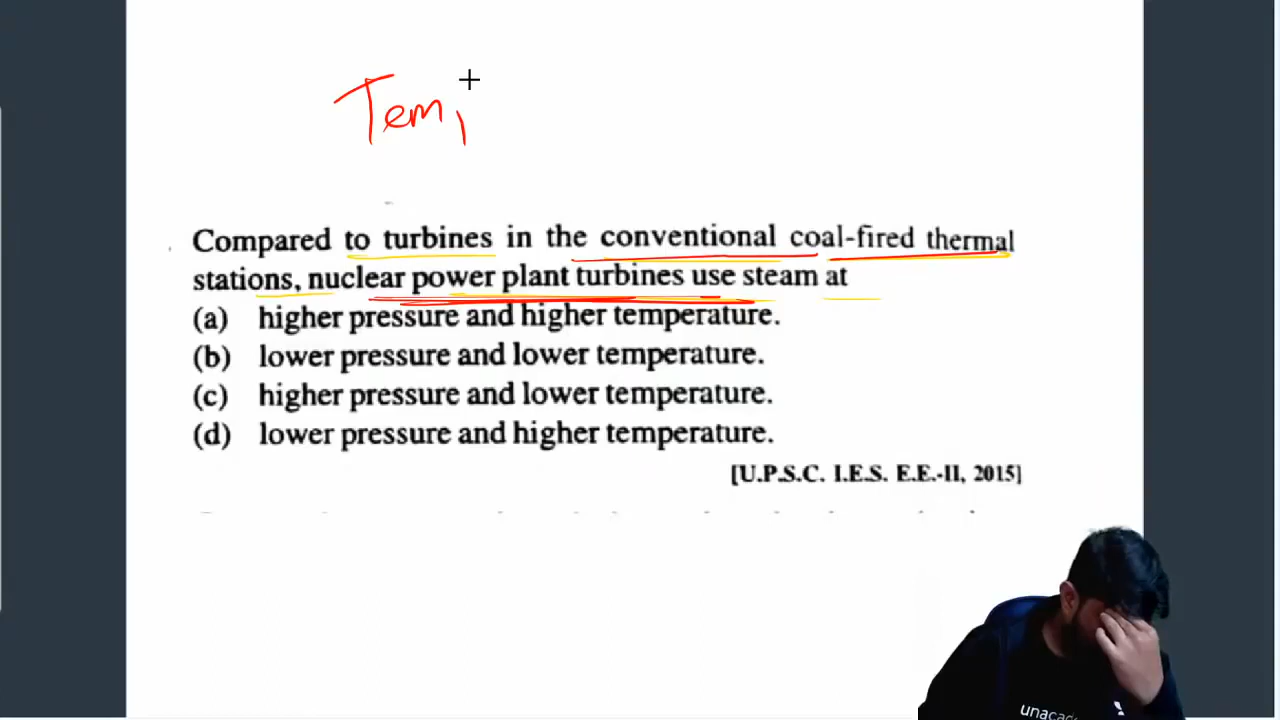 Tem
Compared to turbines in the conventional coal-fired thermal
stations, nuclear power plant turbines use steam at
(a) higher pressure and higher temperature.
(b) lower pressure and lower temperature.
(c) higher pressure and lower temperature.
(d) lower pressure and higher temperature.
[U.P.S.C. I.E.S. E.E.-II, 2015]